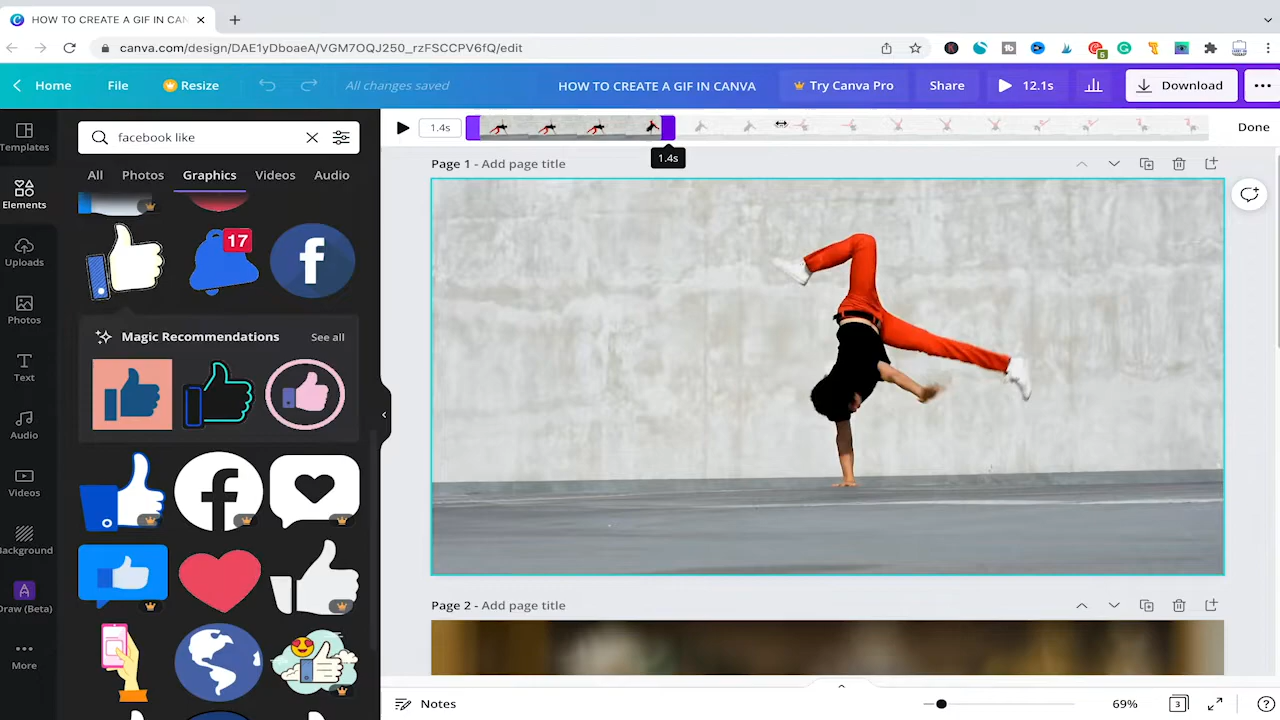 HOW TO CREATE A GIF IN CAN
canva.com/design/DAE1yDboaeA/VGM7OQJ250_rzFSCCPV6fQ/edit
5
Home
File
Resize
All changes saved
HOW TO CREATE A GIF IN CANVA
Try Canva Pro
Share
12.1s
Download
Templates
facebook like
1.4s
1.4s
Done
All
Photos
Graphics
Videos
Audio
Page 1 - Add page title
Elements
17
f
Uploads
Photos
Magic Recommendations
See all
Text
Audio
Videos
f
Background
Draw (Beta)
Page 2 - Add page title
More
Notes
69%
3